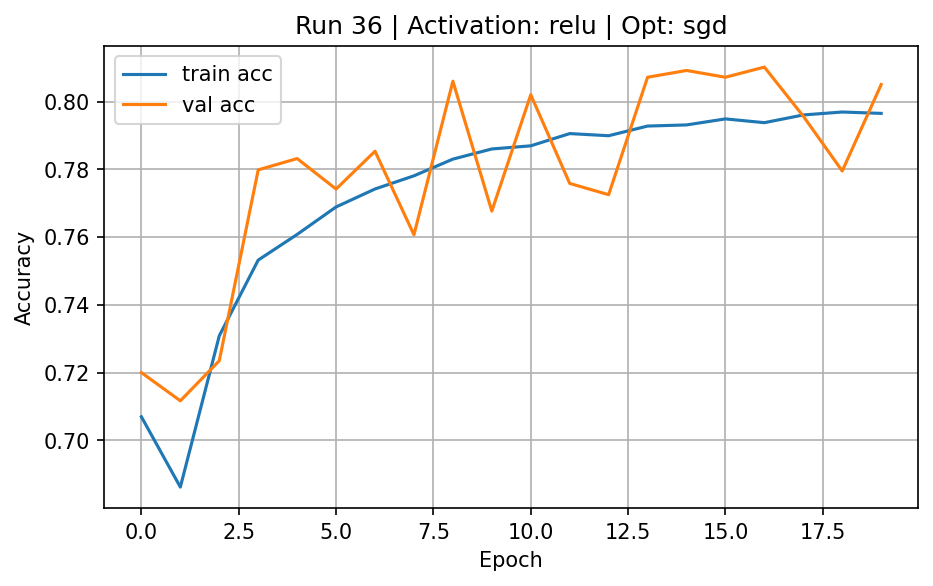 Run 36 | Activation: relu | Opt: sgd
train acc
val acc
Accuracy
0.80
0.78
0.76
0.74
0.72
0.70
0.0 2.5 5.0 7.5 10.0 12.5 15.0 17.5
Epoch